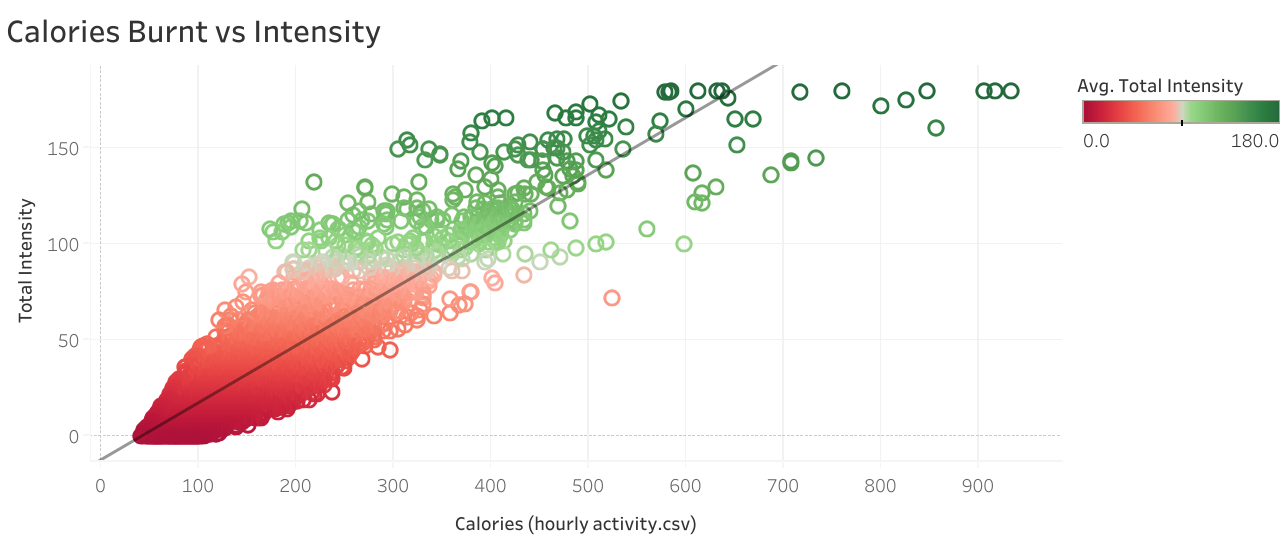 Calories Burnt vs Intensity
Avg. Total Intensity
0.0 180.0
Total Intensity
150
100
50
0
0 100 200 300 400 500 600 700 800 900
Calories (hourly activity.csv)